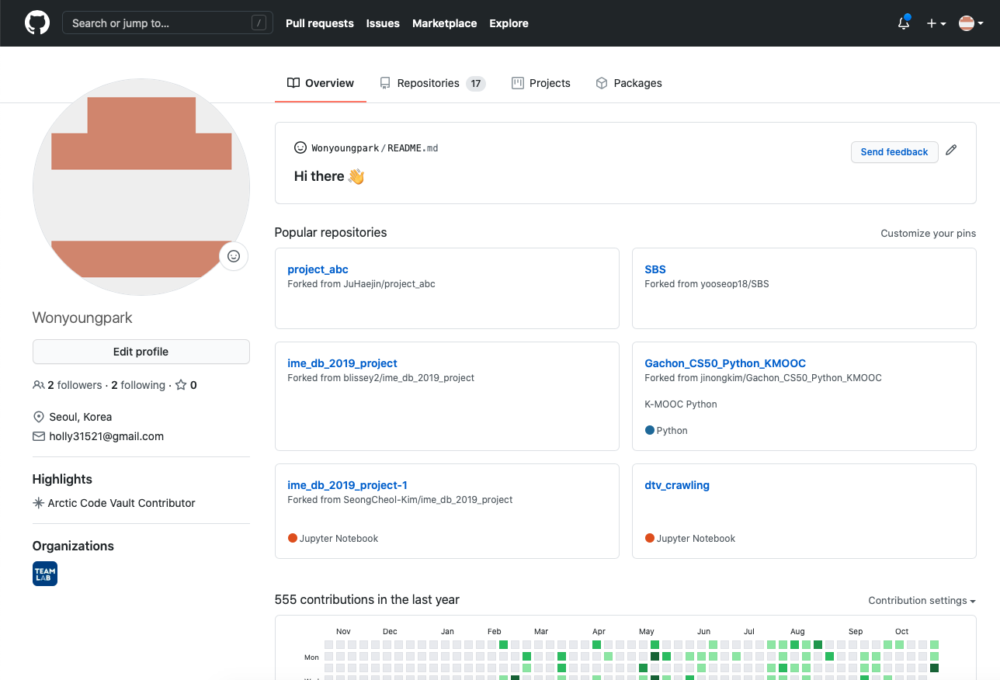 Search or jump to... /
Pull requests Issues Marketplace Explore
Overview Repositories 17 Projects Packages
Wonyoungpark/README.md
Send feedback
Hi there 👋
Popular repositories
Customize your pins
project_abc
Forked from JuHaejin/project_abc
SBS
Forked from yooseop18/SBS
ime_db_2019_project
Forked from blissey2/ime_db_2019_project
Gachon_CS50_Python_KMOOC
Forked from jinongkim/Gachon_CS50_Python_KMOOC
K-MOOC Python
Python
ime_db_2019_project-1
Forked from SeongCheol-Kim/ime_db_2019_project
Jupyter Notebook
dtv_crawling
Jupyter Notebook
Wonyoungpark
Edit profile
2 followers · 2 following · 0
Seoul, Korea
holly31521@gmail.com
Highlights
Arctic Code Vault Contributor
Organizations
TEAM
LAB
555 contributions in the last year
Contribution settings
Nov Dec Jan Feb Mar Apr May Jun Jul Aug Sep Oct
Mon